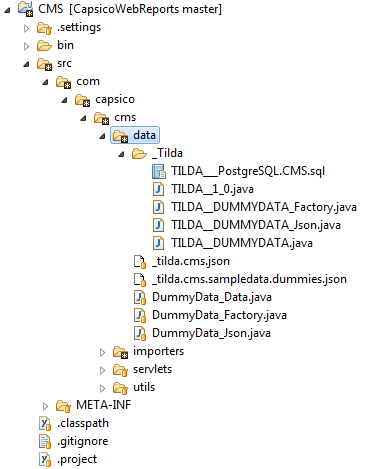 CMS [CapsicoWebReports master]
.settings
bin
src
com
capsico
cms
data
_Tilda
TILDA___PostgreSQL.CMS.sql
TILDA__1_0.java
TILDA__DUMMYDATA_Factory.java
TILDA__DUMMYDATA_Json.java
TILDA__DUMMYDATA.java
_tilda.cms.json
_tilda.cms.sampledata.dummies.json
DummyData_Data.java
DummyData_Factory.java
DummyData_Json.java
importers
servlets
utils
META-INF
.classpath
.gitignore
.project